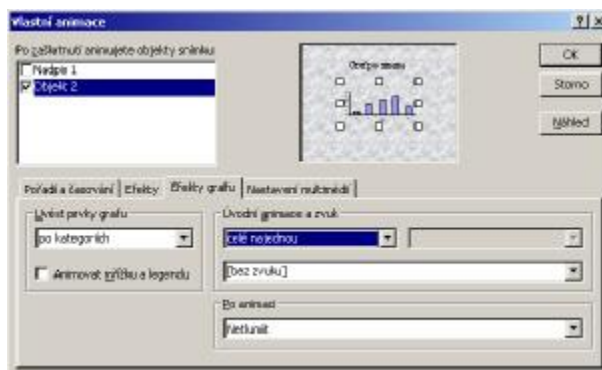 Vlastní animace
Po zaškrtnutí animujete objekty snímku
Nadpis 1
Objekt 2
OK
Storno
Náhled
Pořadí a časování
Efekty
Efekty grafu
Nastavení multimédií
Uvést prvky grafu
po kategoriích
Animovat mřížku a legendu
Úvodní animace a zvuk
celé najednou
[bez zvuku]
Po animaci
Netlumit